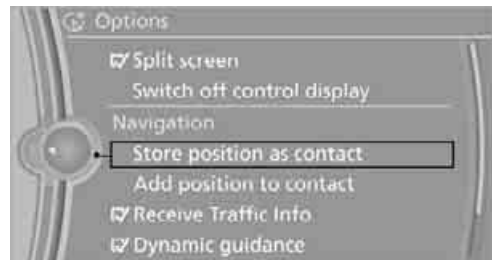 Options
Split screen
Switch off control display
Navigation
Store position as contact
Add position to contact
Receive Traffic Info
Dynamic guidance